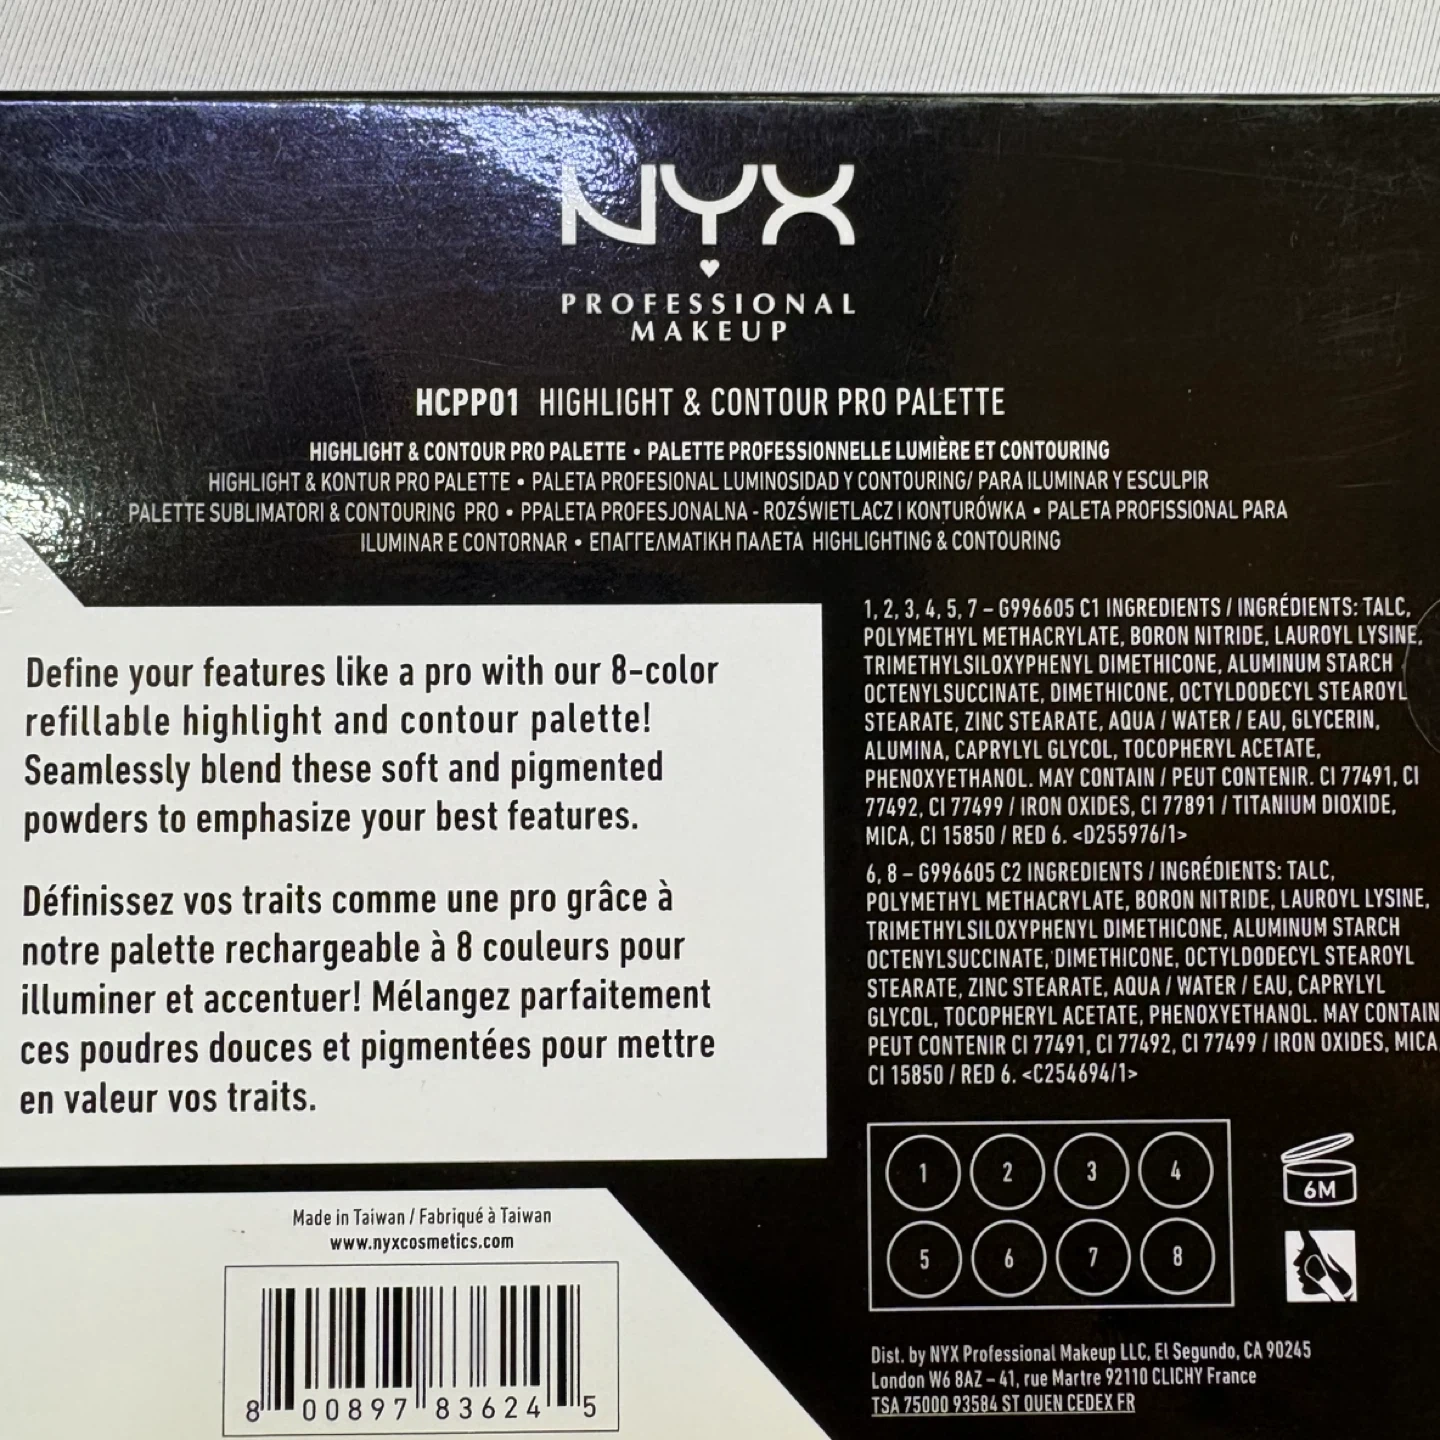 NYX
PROFESSIONAL
MAKEUP
HCPP01 HIGHLIGHT & CONTOUR PRO PALETTE
HIGHLIGHT & CONTOUR PRO PALETTE • PALETTE PROFESSIONNELLE LUMIÈRE ET CONTOURING
HIGHLIGHT & KONTUR PRO PALETTE • PALETA PROFESIONAL LUMINOSIDAD Y CONTOURING/ PARA ILUMINAR Y ESCULPIR
PALETTE SUBLIMATORI & CONTOURING PRO • PPALETA PROFESJONALNA - ROZŚWIETLACZ I KONTURÓWKA • PALETA PROFISSIONAL PARA
ILUMINAR E CONTORNAR • ΕΠΑΓΓΕΛΜΑΤΙΚΗ ΠΑΛΕΤΑ HIGHLIGHTING & CONTOURING
Define your features like a pro with our 8-color
refillable highlight and contour palette!
Seamlessly blend these soft and pigmented
powders to emphasize your best features.
Définissez vos traits comme une pro grâce à
notre palette rechargeable à 8 couleurs pour
illuminer et accentuer! Mélangez parfaitement
ces poudres douces et pigmentées pour mettre
en valeur vos traits.
1, 2, 3, 4, 5, 7 – G996605 C1 INGREDIENTS / INGRÉDIENTS: TALC,
POLYMETHYL METHACRYLATE, BORON NITRIDE, LAUROYL LYSINE,
TRIMETHYLSILOXYPHENYL DIMETHICONE, ALUMINUM STARCH
OCTENYLSUCCINATE, DIMETHICONE, OCTYLDODECYL STEAROYL
STEARATE, ZINC STEARATE, AQUA / WATER / EAU, GLYCERIN,
ALUMINA, CAPRYLYL GLYCOL, TOCOPHERYL ACETATE,
PHENOXYETHANOL. MAY CONTAIN / PEUT CONTENIR. CI 77491, CI
77492, CI 77499 / IRON OXIDES, CI 77891 / TITANIUM DIOXIDE,
MICA, CI 15850 / RED 6. <D255976/1>
6, 8 – G996605 C2 INGREDIENTS / INGRÉDIENTS: TALC,
POLYMETHYL METHACRYLATE, BORON NITRIDE, LAUROYL LYSINE,
TRIMETHYLSILOXYPHENYL DIMETHICONE, ALUMINUM STARCH
OCTENYLSUCCINATE, DIMETHICONE, OCTYLDODECYL STEAROYL
STEARATE, ZINC STEARATE, AQUA / WATER / EAU, CAPRYLYL
GLYCOL, TOCOPHERYL ACETATE, PHENOXYETHANOL. MAY CONTAIN
PEUT CONTENIR CI 77491, CI 77492, CI 77499 / IRON OXIDES, MICA,
CI 15850 / RED 6. <C254694/1>
1 2 3 4
5 6 7 8
6M
Made in Taiwan / Fabriqué à Taiwan
www.nyxcosmetics.com
8 00897 83624 5
Dist. by NYX Professional Makeup LLC, El Segundo, CA 90245
London W6 8AZ – 41, rue Martre 92110 CLICHY France
TSA 75000 93584 ST OUEN CEDEX FR